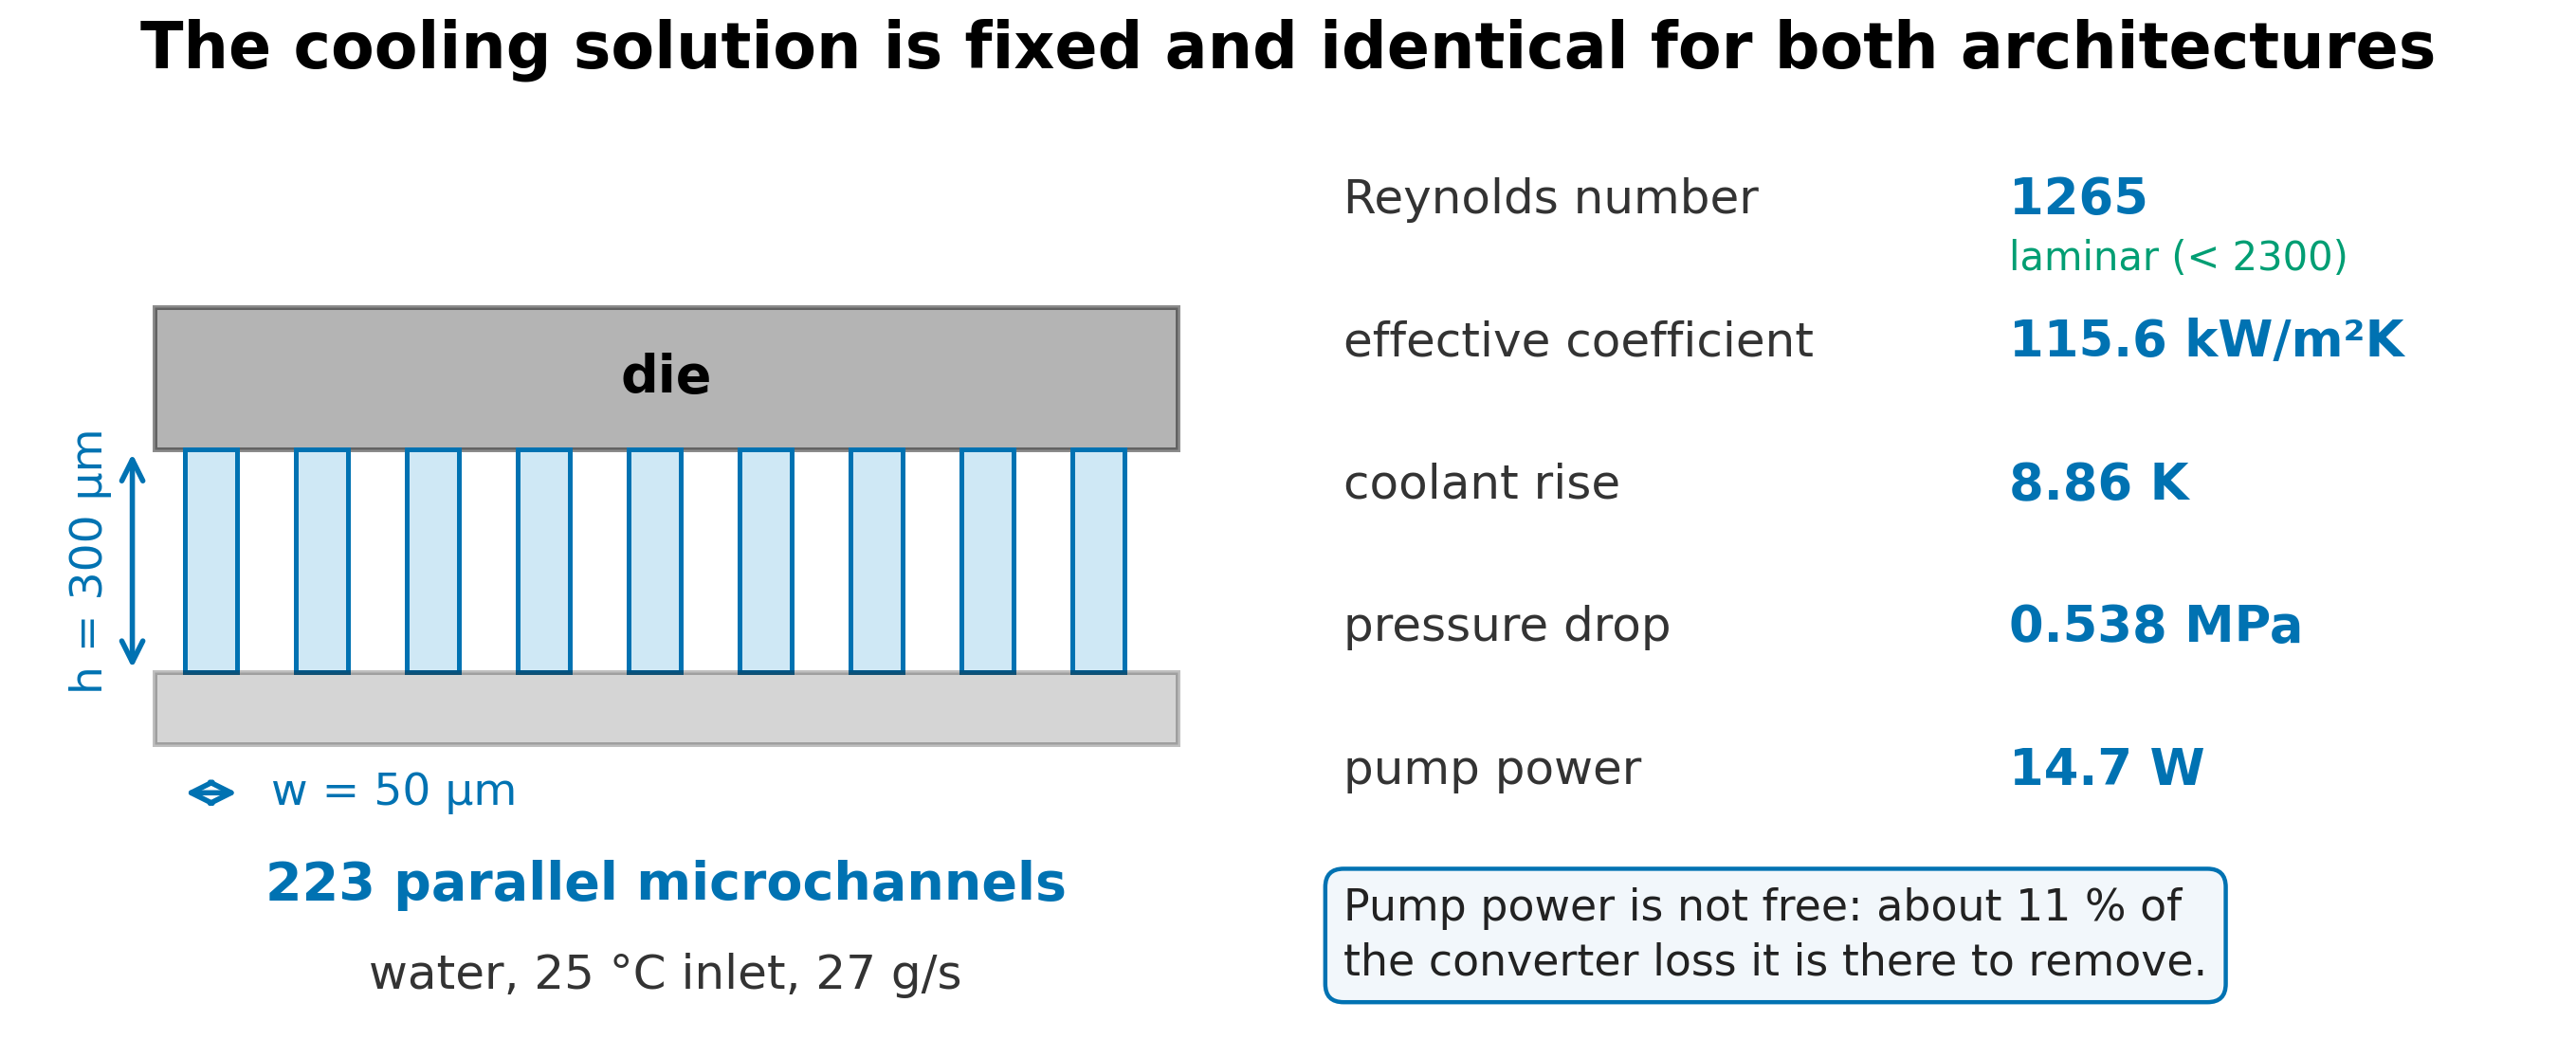 The cooling solution is fixed and identical for both architectures
die
h = 300 µm
w = 50 µm
223 parallel microchannels
water, 25 °C inlet, 27 g/s
Reynolds number 1265
laminar (< 2300)
effective coefficient 115.6 kW/m²K
coolant rise 8.86 K
pressure drop 0.538 MPa
pump power 14.7 W
Pump power is not free: about 11 % of
the converter loss it is there to remove.